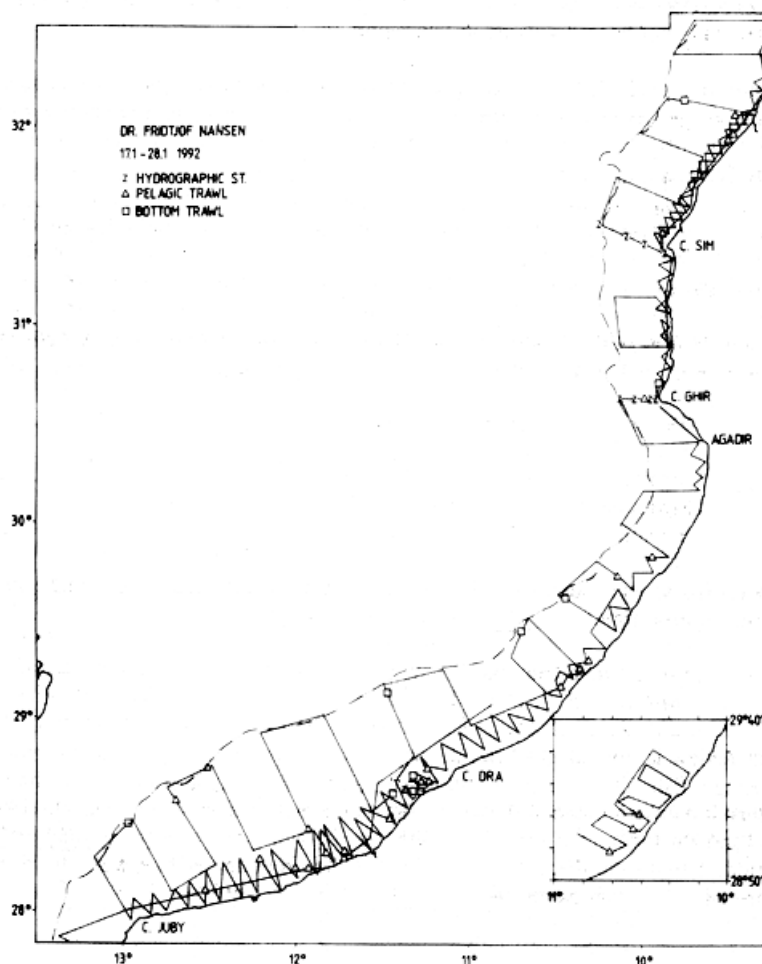 32°
DR. FRIDTJOF NANSEN
17.1 - 28.1 1992
Z HYDROGRAPHIC ST.
△ PELAGIC TRAWL
□ BOTTOM TRAWL
C. SIM
31°
C. GHIR
AGADIR
30°
29°
29°40'
C. DRA
28°
C. JUBY
11°
10°
28°50'
13°
12°
11°
10°